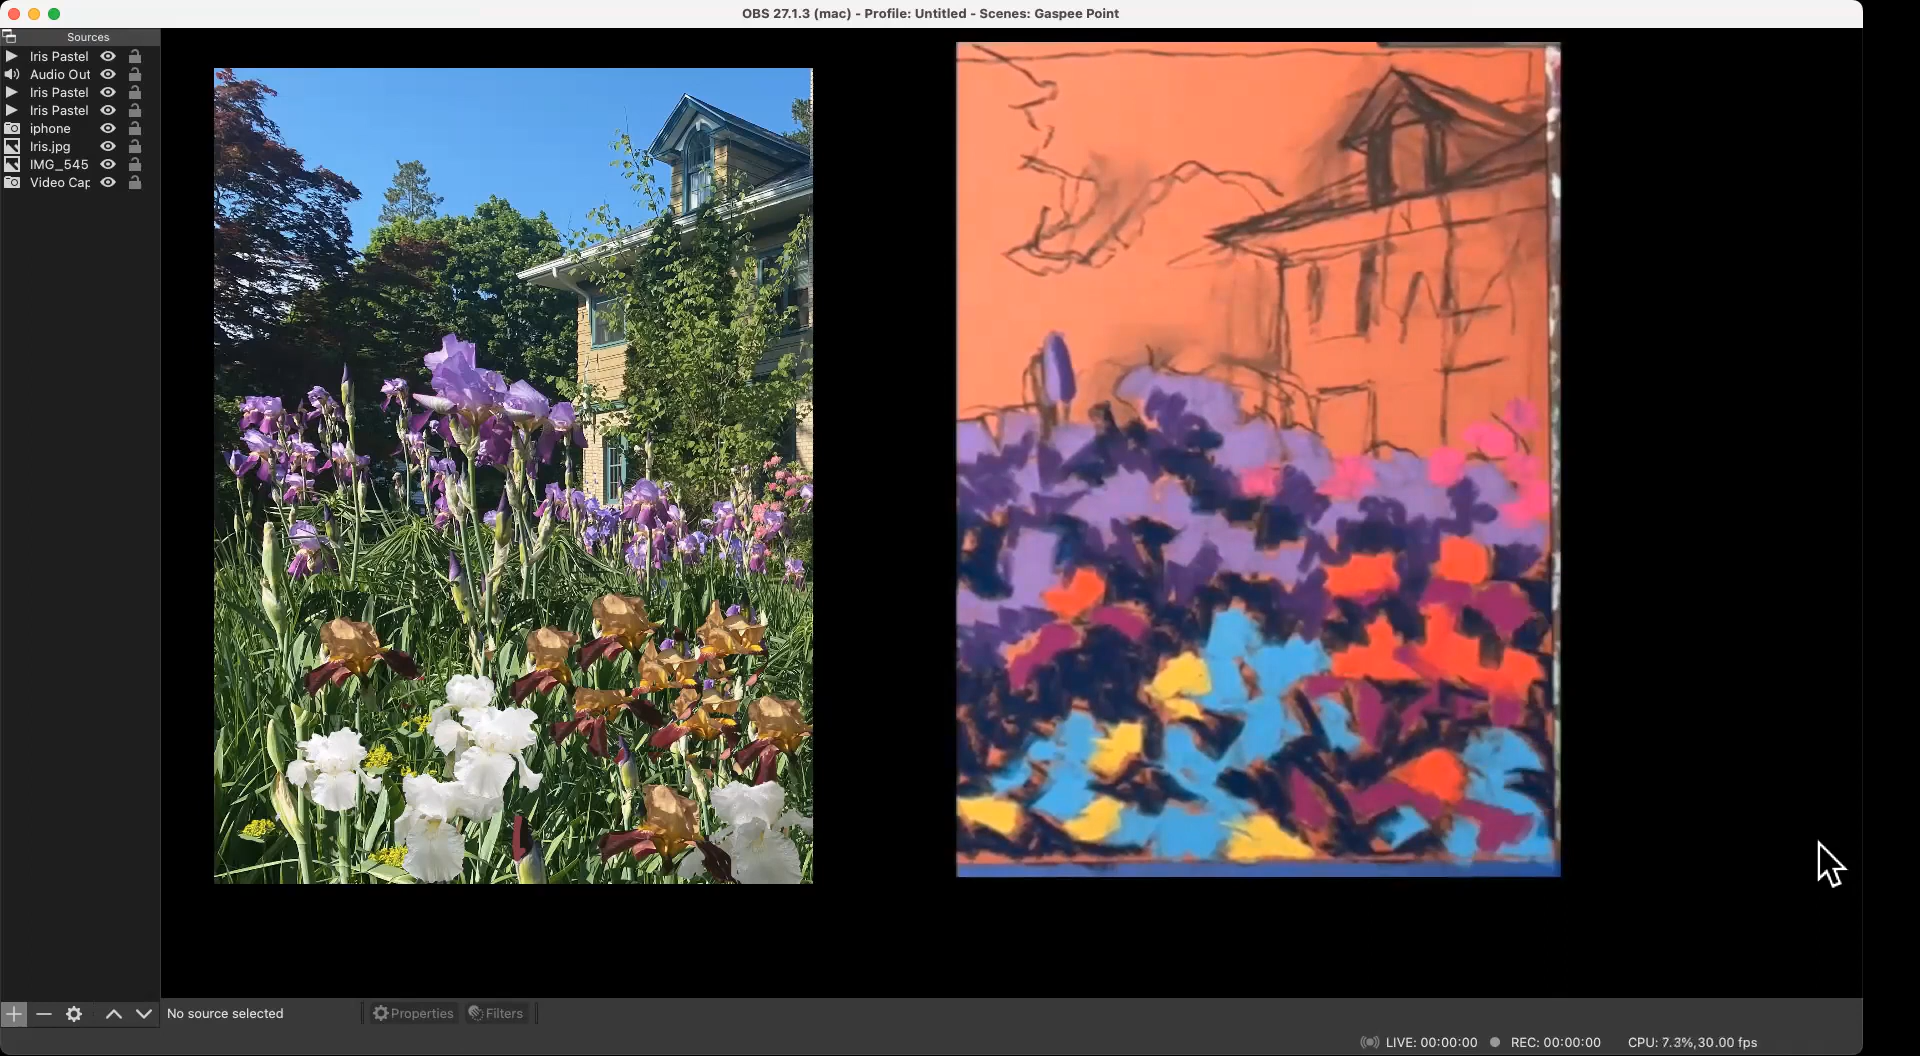 OBS 27.1.3 (mac) - Profile: Untitled - Scenes: Gaspee Point
Sources
Iris Pastel
Audio Out
Iris Pastel
Iris Pastel
iphone
Iris.jpg
IMG_545
Video Cap
No source selected
Properties
Filters
LIVE: 00:00:00
REC: 00:00:00
CPU: 7.3%,30.00 fps